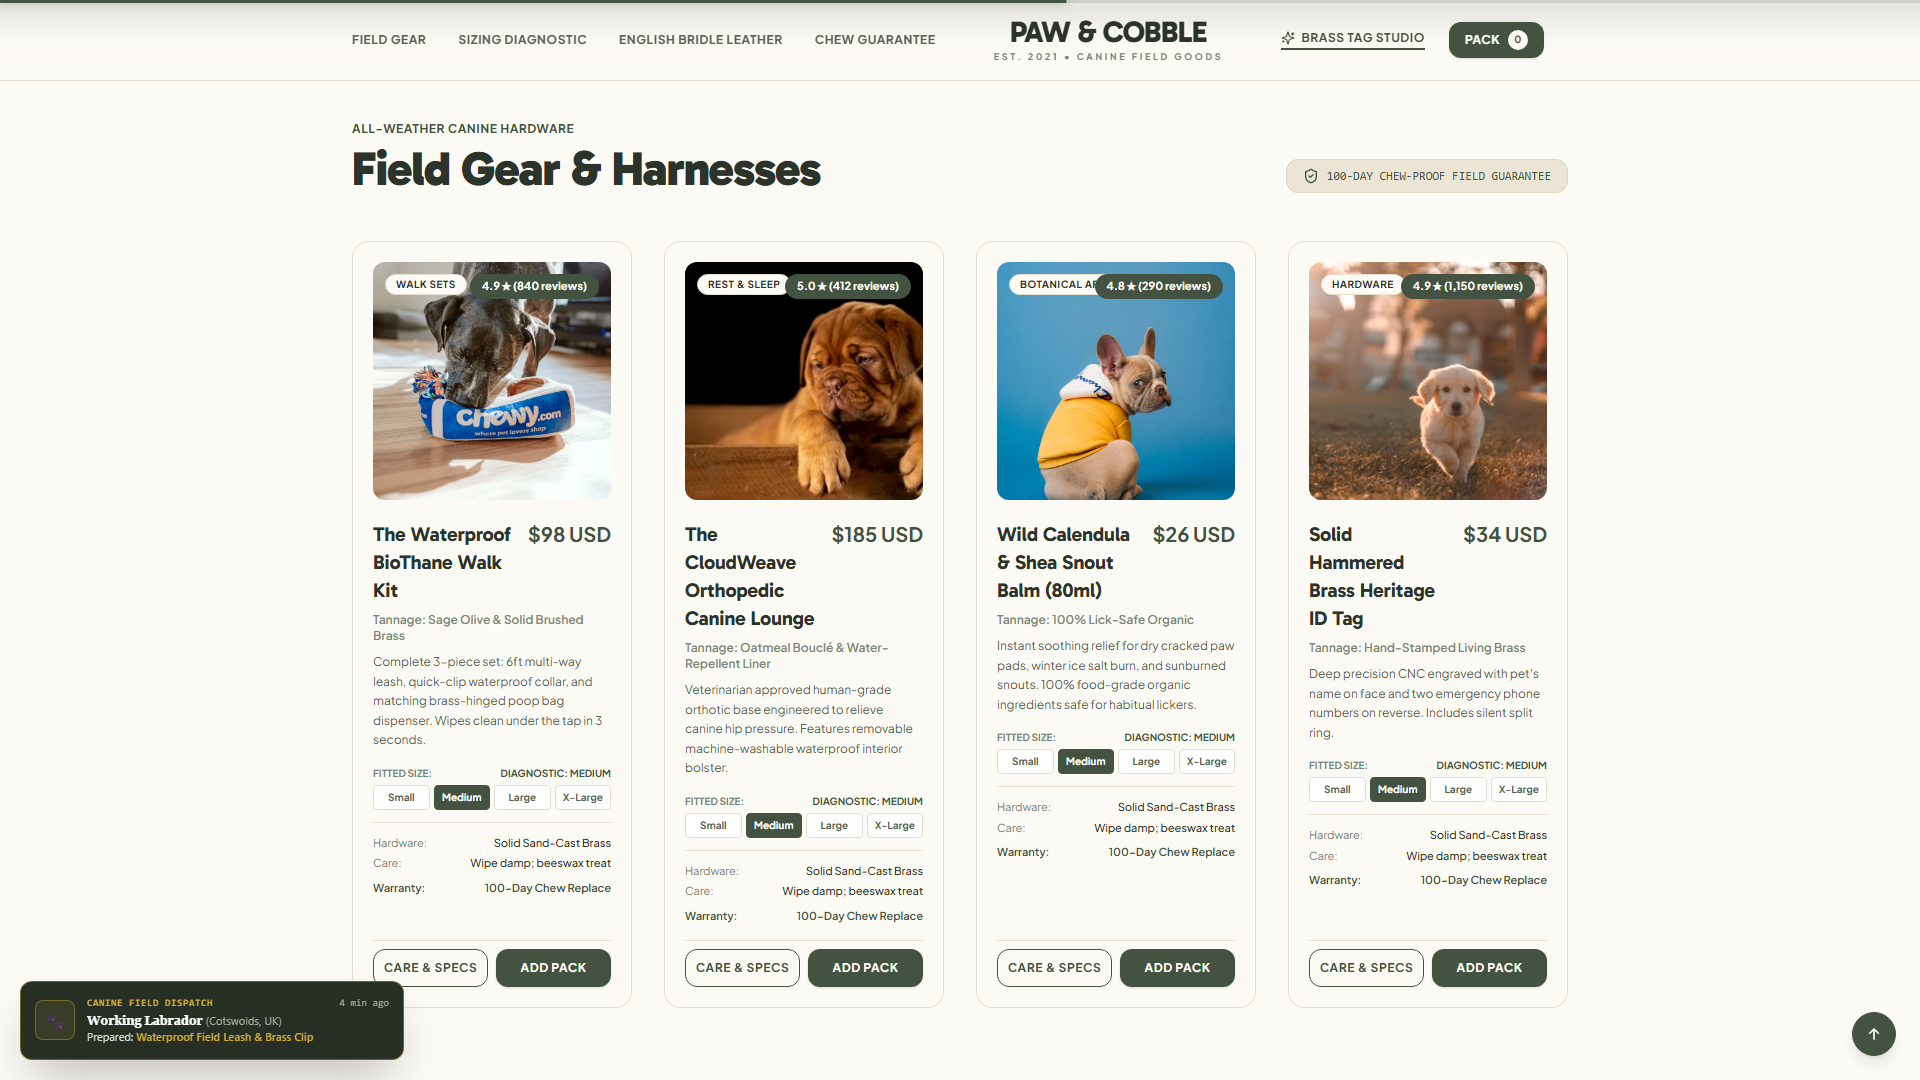 FIELD GEAR
SIZING DIAGNOSTIC
ENGLISH BRIDLE LEATHER
CHEW GUARANTEE
PAW & COBBLE
EST. 2021 • CANINE FIELD GOODS
BRASS TAG STUDIO
PACK 0
ALL-WEATHER CANINE HARDWARE
Field Gear & Harnesses
100-DAY CHEW-PROOF FIELD GUARANTEE
WALK SETS
4.9 ★ (840 reviews)
chewy.com
where pet lovers shop
The Waterproof
BioThane Walk
Kit
$98 USD
Tannage: Sage Olive & Solid Brushed
Brass
Complete 3-piece set: 6ft multi-way
leash, quick-clip waterproof collar, and
matching brass-hinged poop bag
dispenser. Wipes clean under the tap in 3
seconds.
FITTED SIZE:
DIAGNOSTIC: MEDIUM
Small
Medium
Large
X-Large
Hardware: Solid Sand-Cast Brass
Care: Wipe damp; beeswax treat
Warranty: 100-Day Chew Replace
CARE & SPECS
ADD PACK
REST & SLEEP
5.0 ★ (412 reviews)
The
CloudWeave
Orthopedic
Canine Lounge
$185 USD
Tannage: Oatmeal Bouclé & Water-
Repellent Liner
Veterinarian approved human-grade
orthotic base engineered to relieve
canine hip pressure. Features removable
machine-washable waterproof interior
bolster.
FITTED SIZE:
DIAGNOSTIC: MEDIUM
Small
Medium
Large
X-Large
Hardware: Solid Sand-Cast Brass
Care: Wipe damp; beeswax treat
Warranty: 100-Day Chew Replace
CARE & SPECS
ADD PACK
BOTANICAL
4.8 ★ (290 reviews)
Wild Calendula
& Shea Snout
Balm (80ml)
$26 USD
Tannage: 100% Lick-Safe Organic
Instant soothing relief for dry cracked paw
pads, winter ice salt burn, and sunburned
snouts. 100% food-grade organic
ingredients safe for habitual lickers.
FITTED SIZE:
DIAGNOSTIC: MEDIUM
Small
Medium
Large
X-Large
Hardware: Solid Sand-Cast Brass
Care: Wipe damp; beeswax treat
Warranty: 100-Day Chew Replace
CARE & SPECS
ADD PACK
HARDWARE
4.9 ★ (1,150 reviews)
Solid
Hammered
Brass Heritage
ID Tag
$34 USD
Tannage: Hand-Stamped Living Brass
Deep precision CNC engraved with pet's
name on face and two emergency phone
numbers on reverse. Includes silent split
ring.
FITTED SIZE:
DIAGNOSTIC: MEDIUM
Small
Medium
Large
X-Large
Hardware: Solid Sand-Cast Brass
Care: Wipe damp; beeswax treat
Warranty: 100-Day Chew Replace
CARE & SPECS
ADD PACK
CANINE FIELD DISPATCH
4 min ago
Working Labrador (Cotswolds, UK)
Prepared: Waterproof Field Leash & Brass Clip